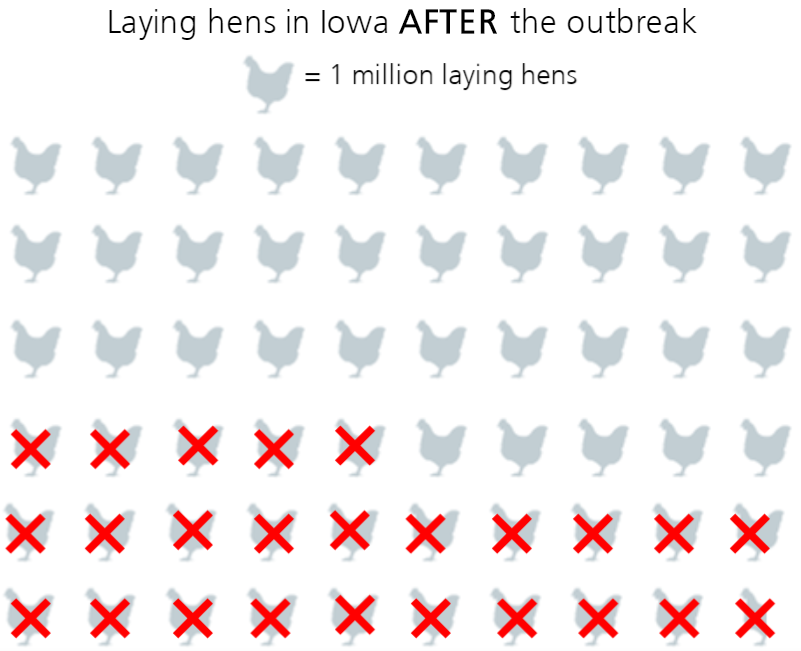 Laying hens in Iowa AFTER the outbreak
= 1 million laying hens